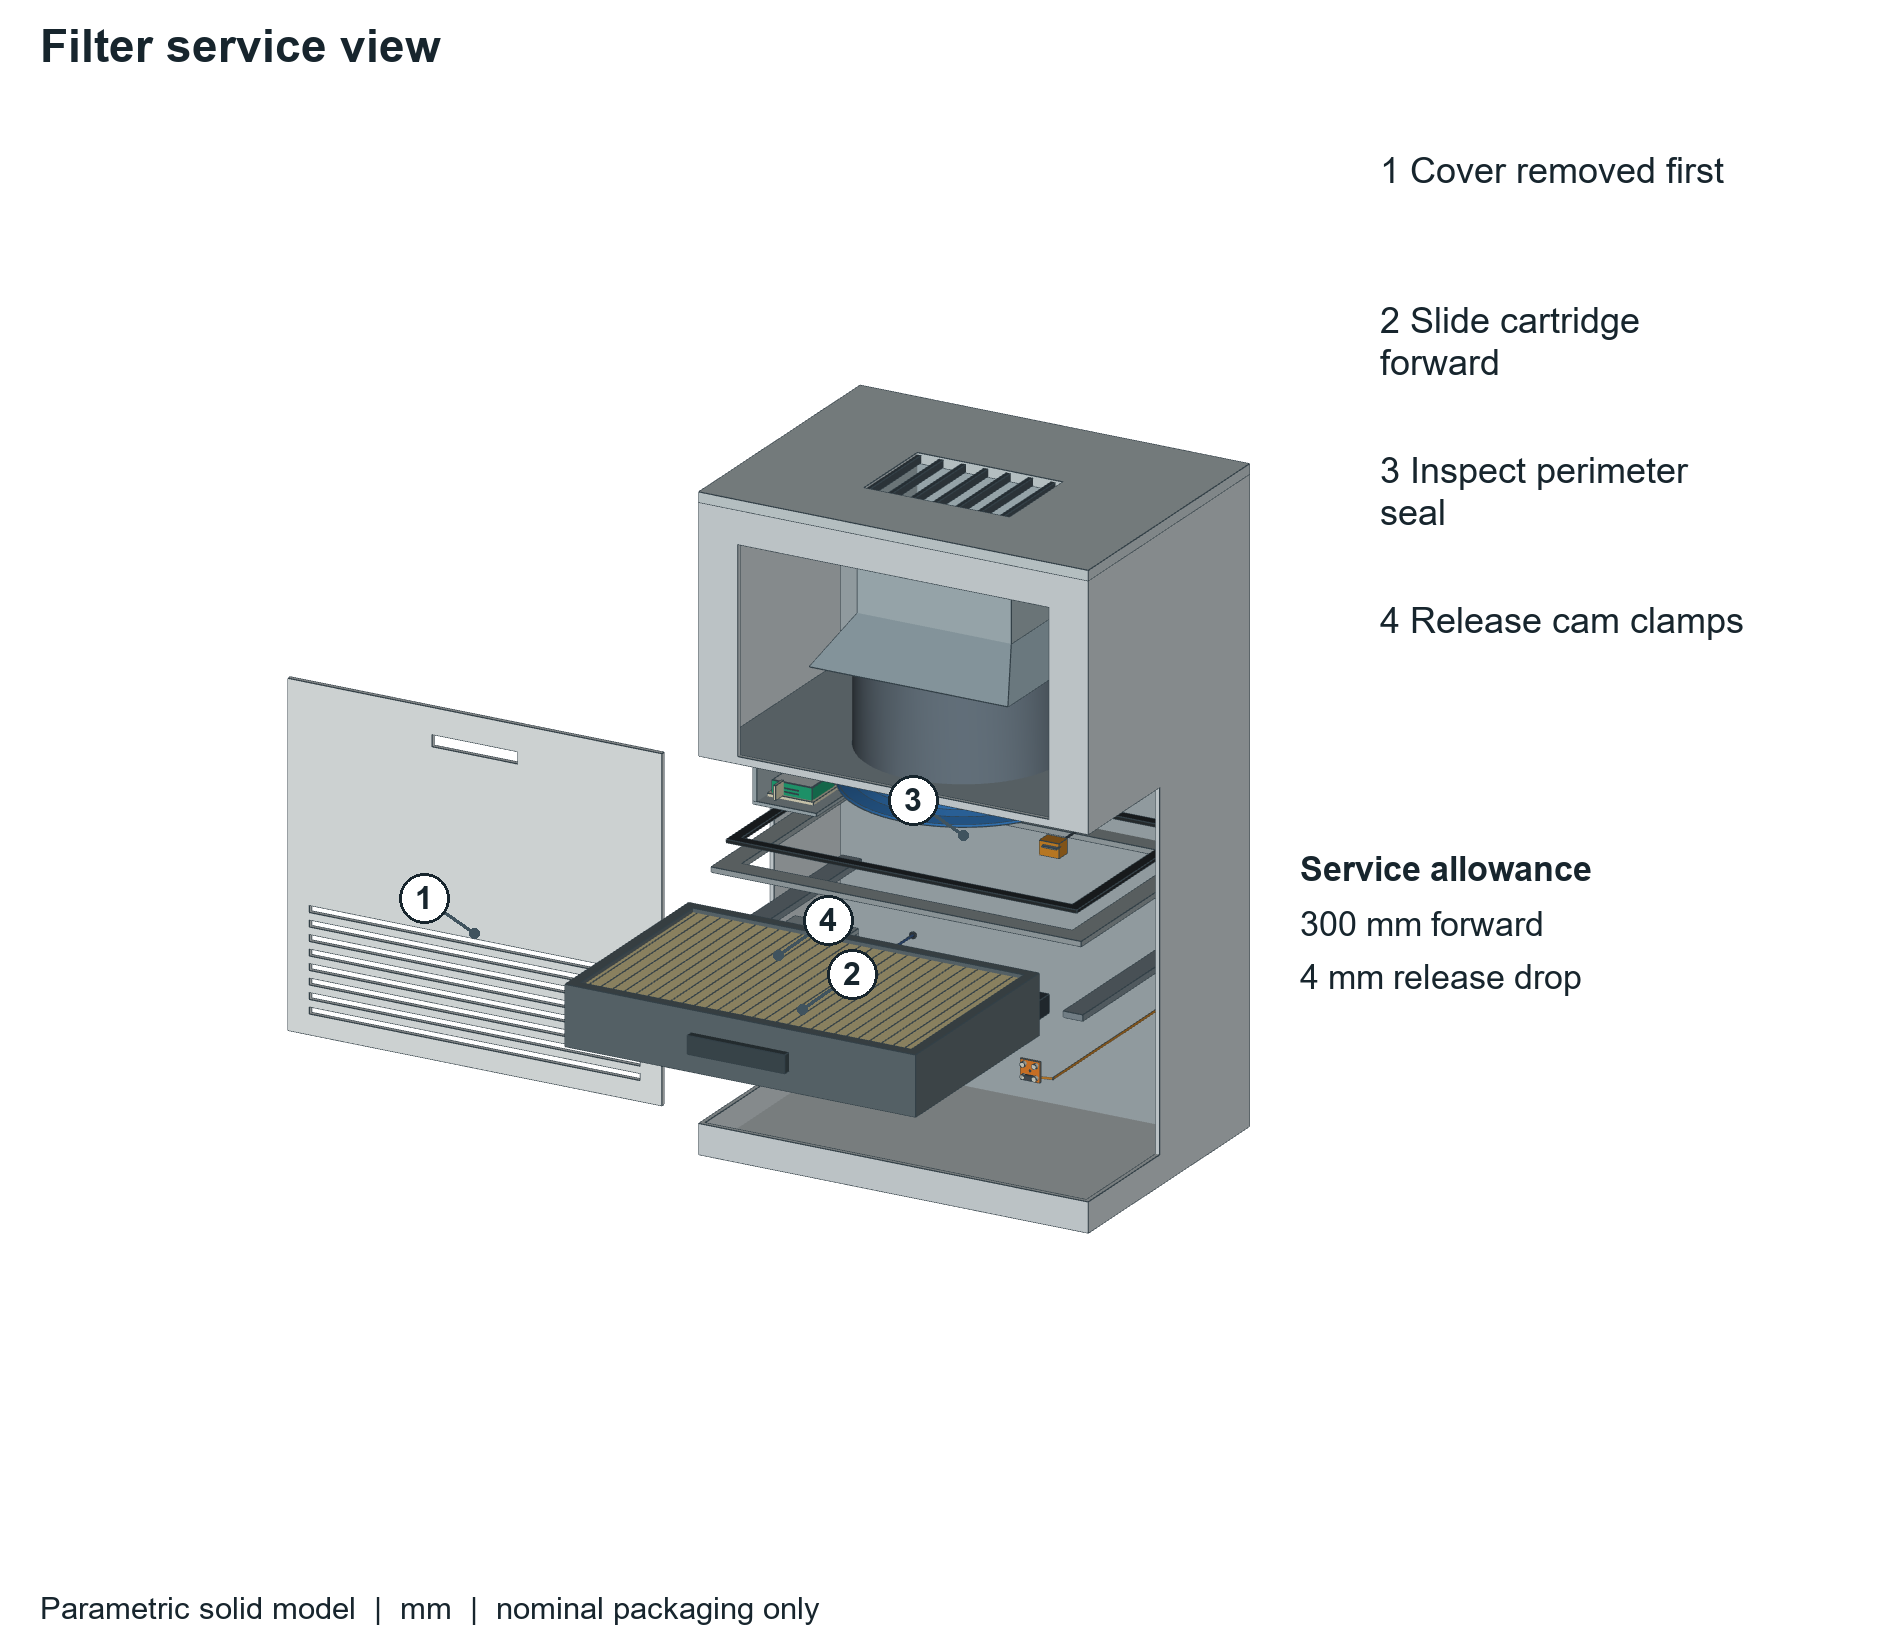 Filter service view
1 Cover removed first
2 Slide cartridge
forward
3 Inspect perimeter
seal
4 Release cam clamps
3
1
4
2
Service allowance
300 mm forward
4 mm release drop
Parametric solid model | mm | nominal packaging only